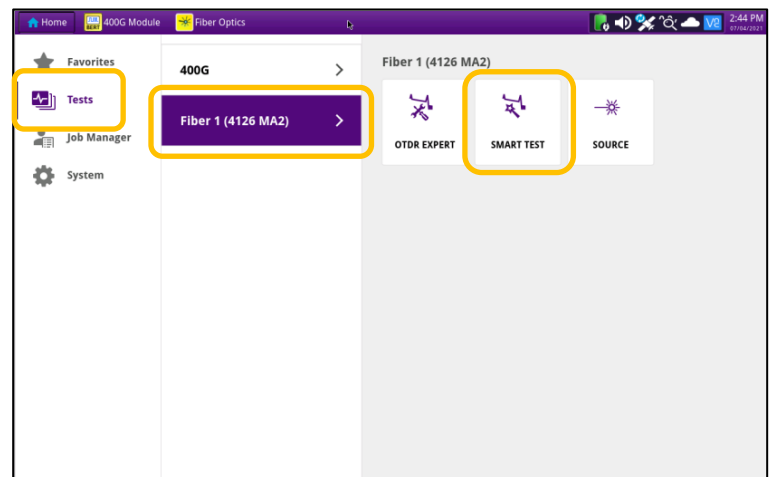 Home
400G Module
Fiber Optics
V2
2:44 PM
07/04/2021
Favorites
Tests
Job Manager
System
400G
Fiber 1 (4126 MA2)
Fiber 1 (4126 MA2)
OTDR EXPERT
SMART TEST
SOURCE